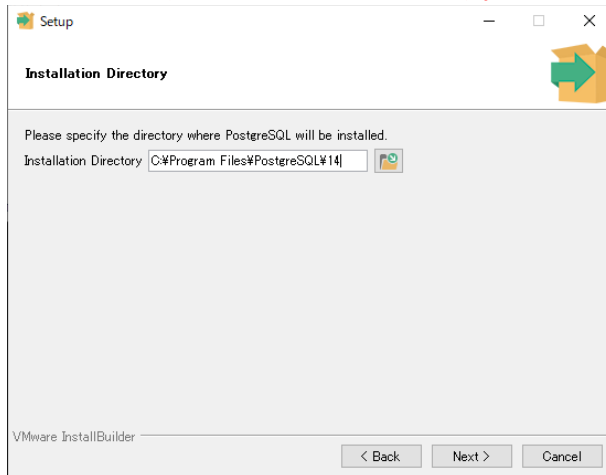 Setup
Installation Directory
Please specify the directory where PostgreSQL will be installed.
Installation Directory C:¥Program Files¥PostgreSQL¥14
VMware InstallBuilder
< Back Next > Cancel